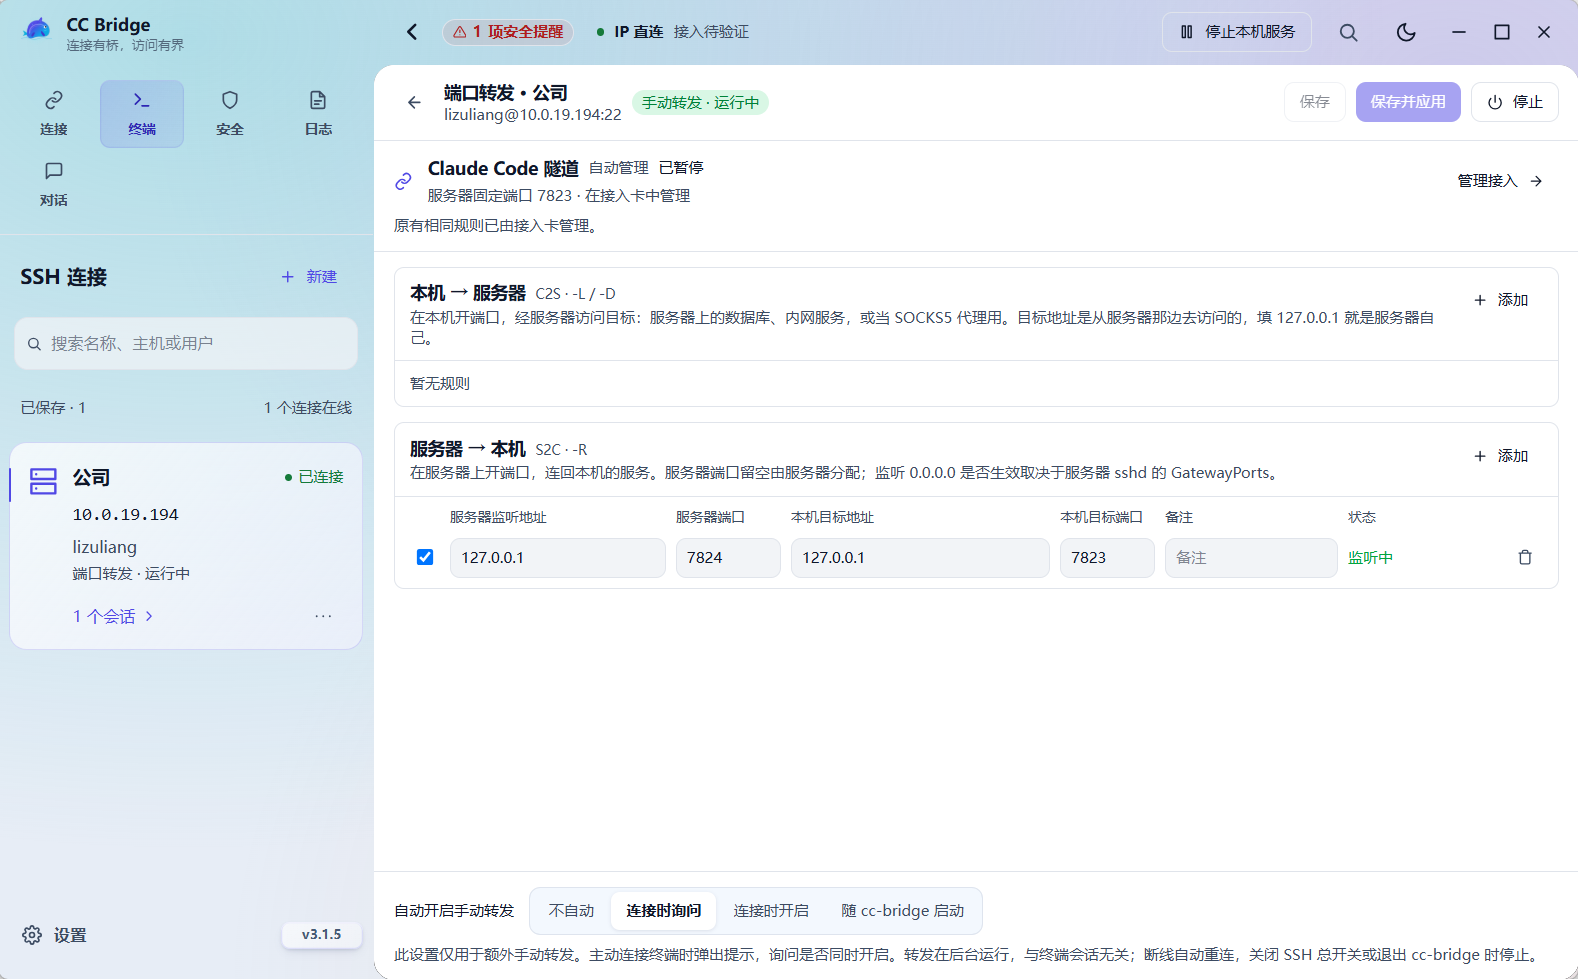 CC Bridge
连接有桥，访问有界
连接
终端
安全
日志
对话
SSH 连接
新建
搜索名称、主机或用户
已保存 · 1
1 个连接在线
公司
已连接
10.0.19.194
lizuliang
端口转发 · 运行中
1 个会话
设置
v3.1.5
1 项安全提醒
IP 直连 接入待验证
停止本机服务
端口转发 · 公司
lizuliang@10.0.19.194:22
手动转发 · 运行中
保存
保存并应用
停止
Claude Code 隧道 自动管理 已暂停
服务器固定端口 7823 · 在接入卡中管理
管理接入
原有相同规则已由接入卡管理。
本机 → 服务器 C2S · -L / -D
在本机开端口，经服务器访问目标：服务器上的数据库、内网服务，或当 SOCKS5 代理用。目标地址是从服务器那边去访问的，填 127.0.0.1 就是服务器自
己。
添加
暂无规则
服务器 → 本机 S2C · -R
在服务器上开端口，连回本机的服务。服务器端口留空由服务器分配；监听 0.0.0.0 是否生效取决于服务器 sshd 的 GatewayPorts。
添加
服务器监听地址 服务器端口 本机目标地址 本机目标端口 备注 状态
127.0.0.1 7824 127.0.0.1 7823 备注 监听中
自动开启手动转发 不自动 连接时询问 连接时开启 随 cc-bridge 启动
此设置仅用于额外手动转发。主动连接终端时弹出提示，询问是否同时开启。转发在后台运行，与终端会话无关；断线自动重连，关闭 SSH 总开关或退出 cc-bridge 时停止。